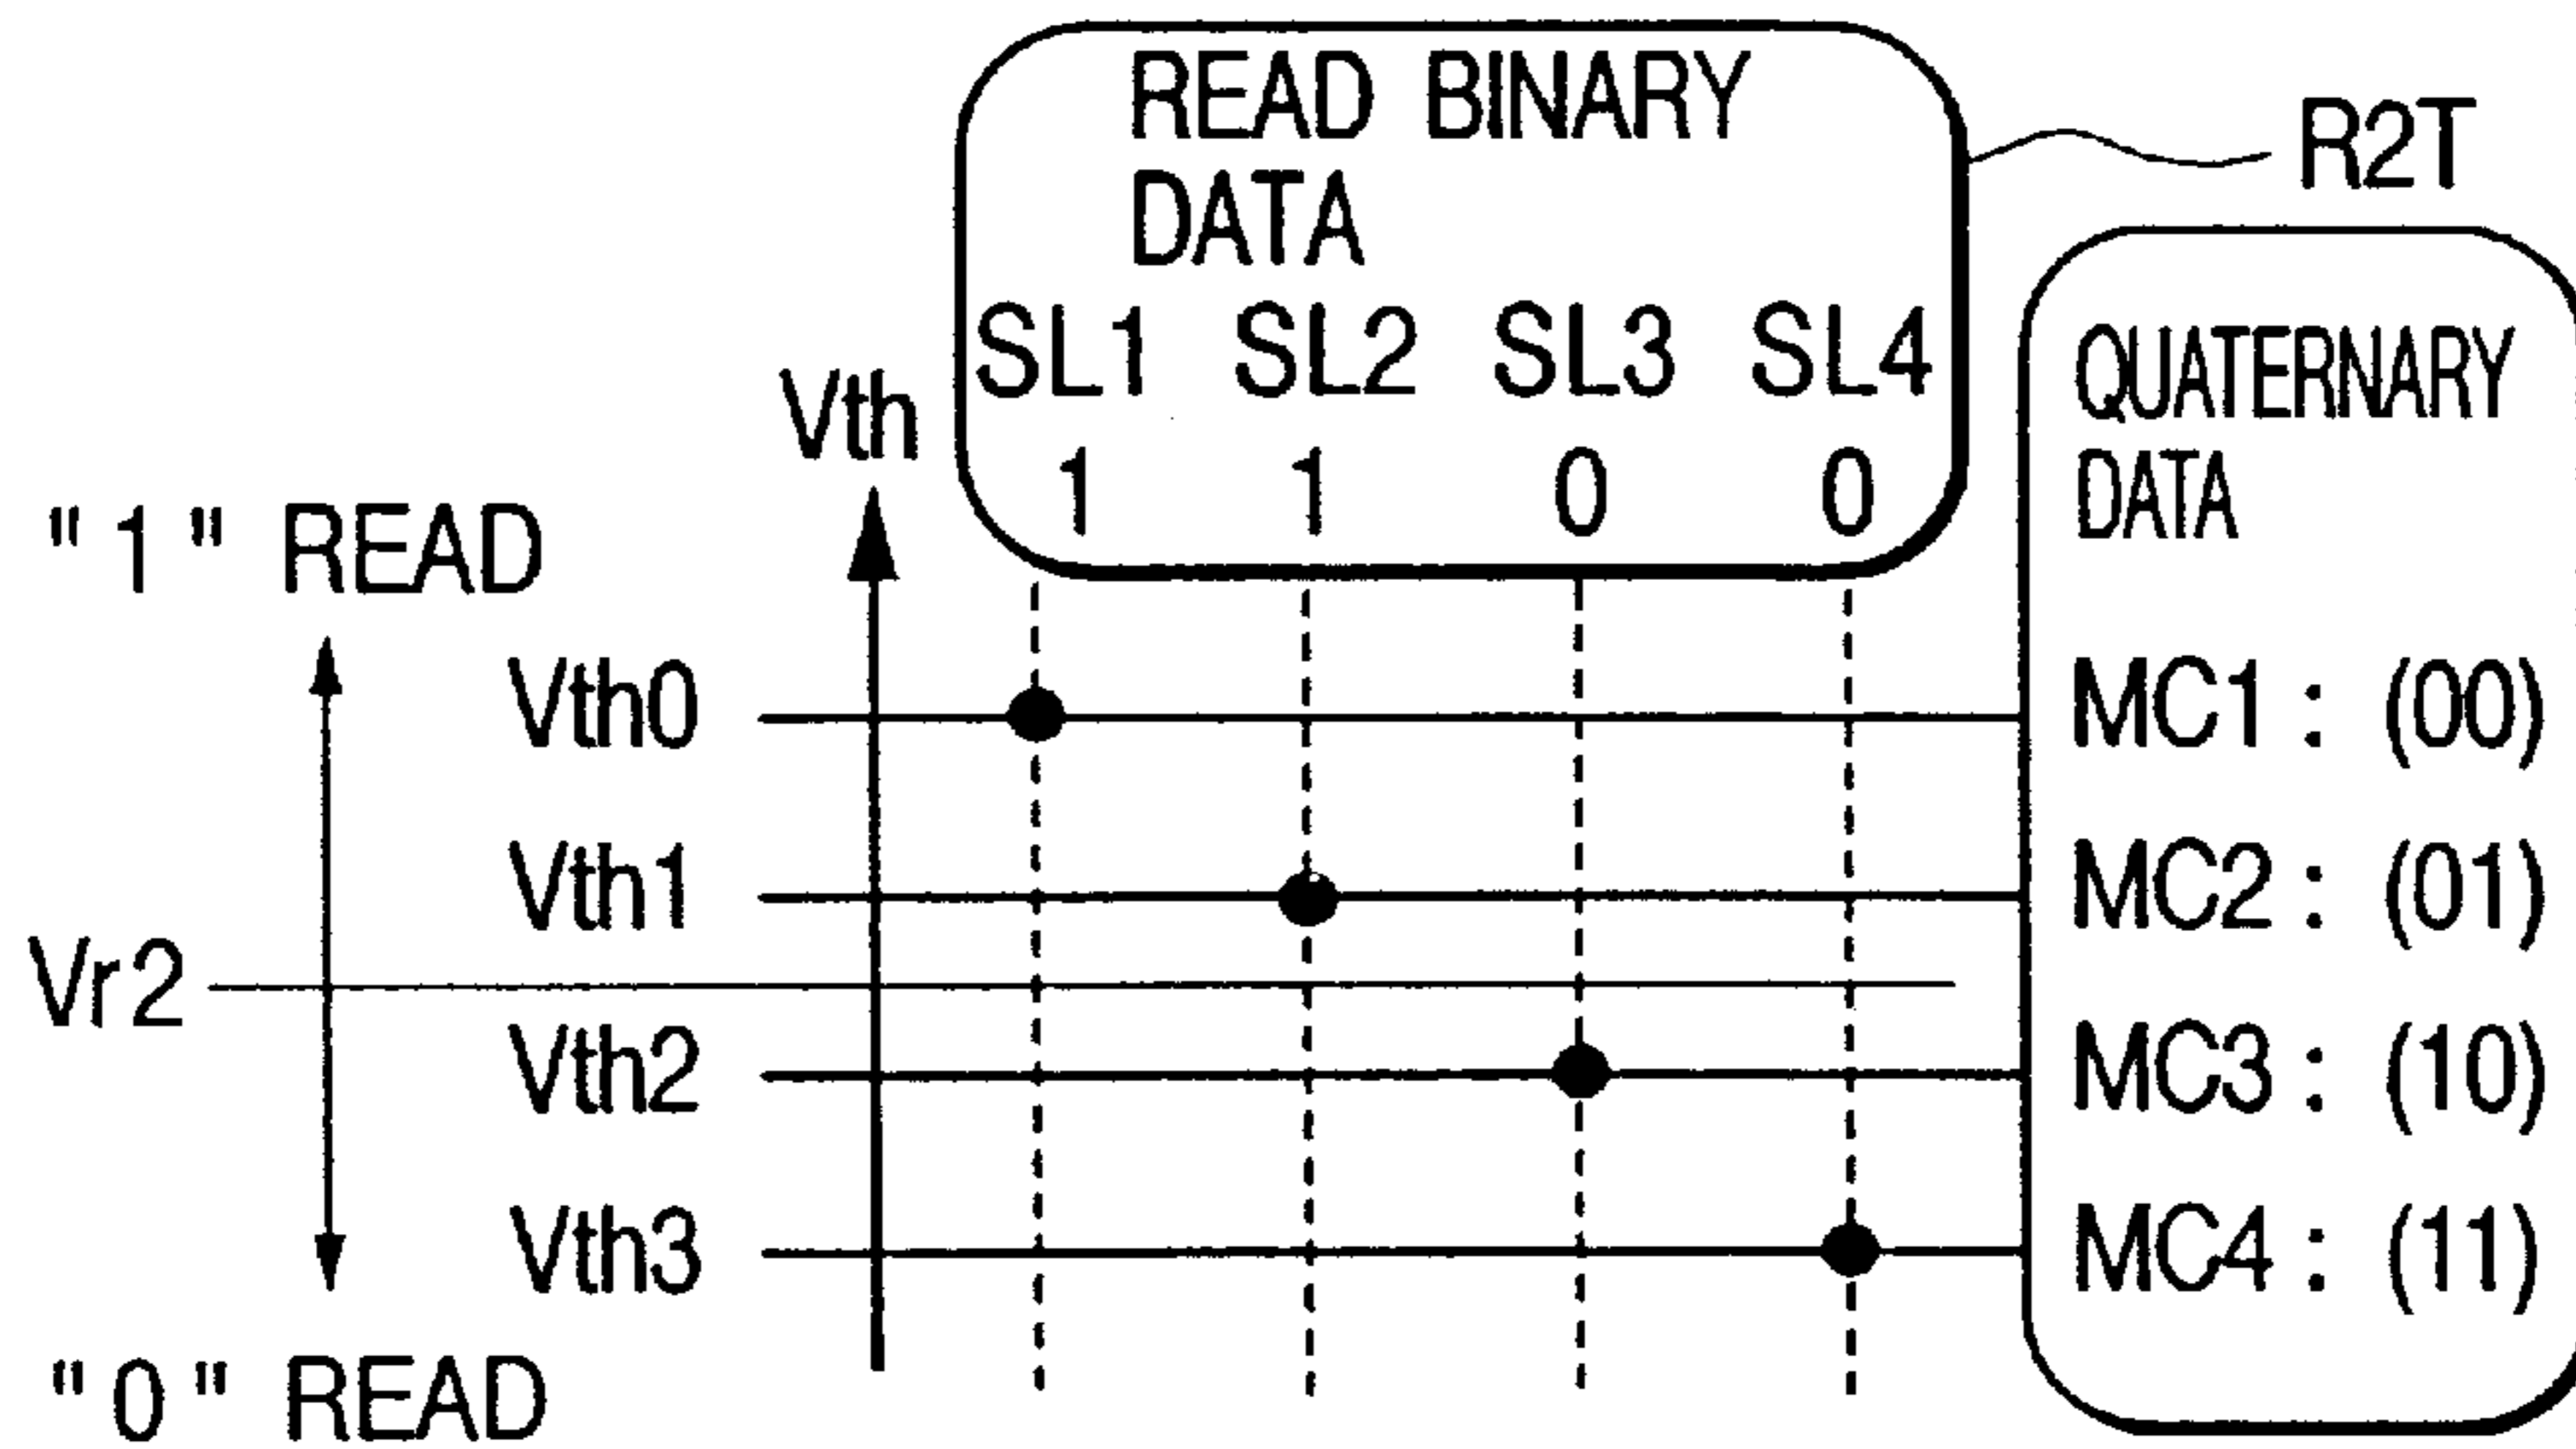 READ BINARY
DATA
R2T
SL1 SL2 SL3 SL4
1 1 0 0
Vth
QUATERNARY
DATA
" 1 " READ
Vth0
MC1 : (00)
Vth1
MC2 : (01)
Vr2
Vth2
MC3 : (10)
Vth3
MC4 : (11)
" 0 " READ